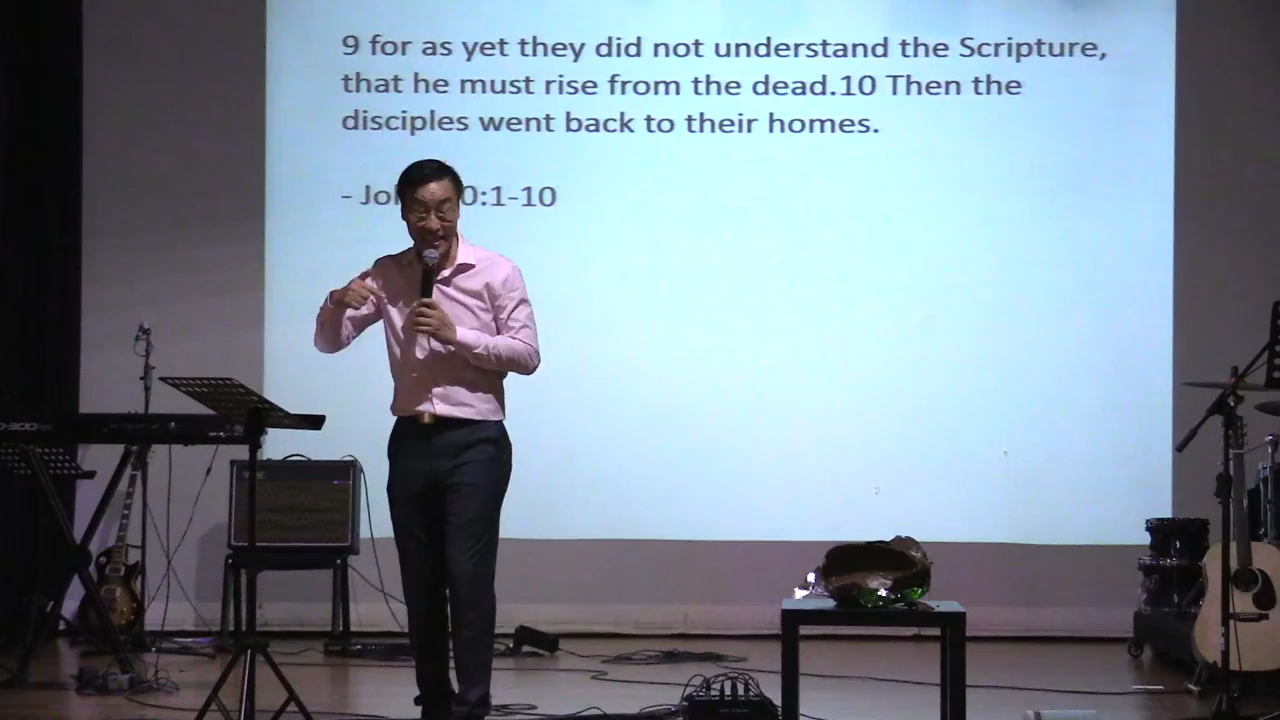 9 for as yet they did not understand the Scripture,
that he must rise from the dead.10 Then the
disciples went back to their homes.
- 0:1-10
VOX